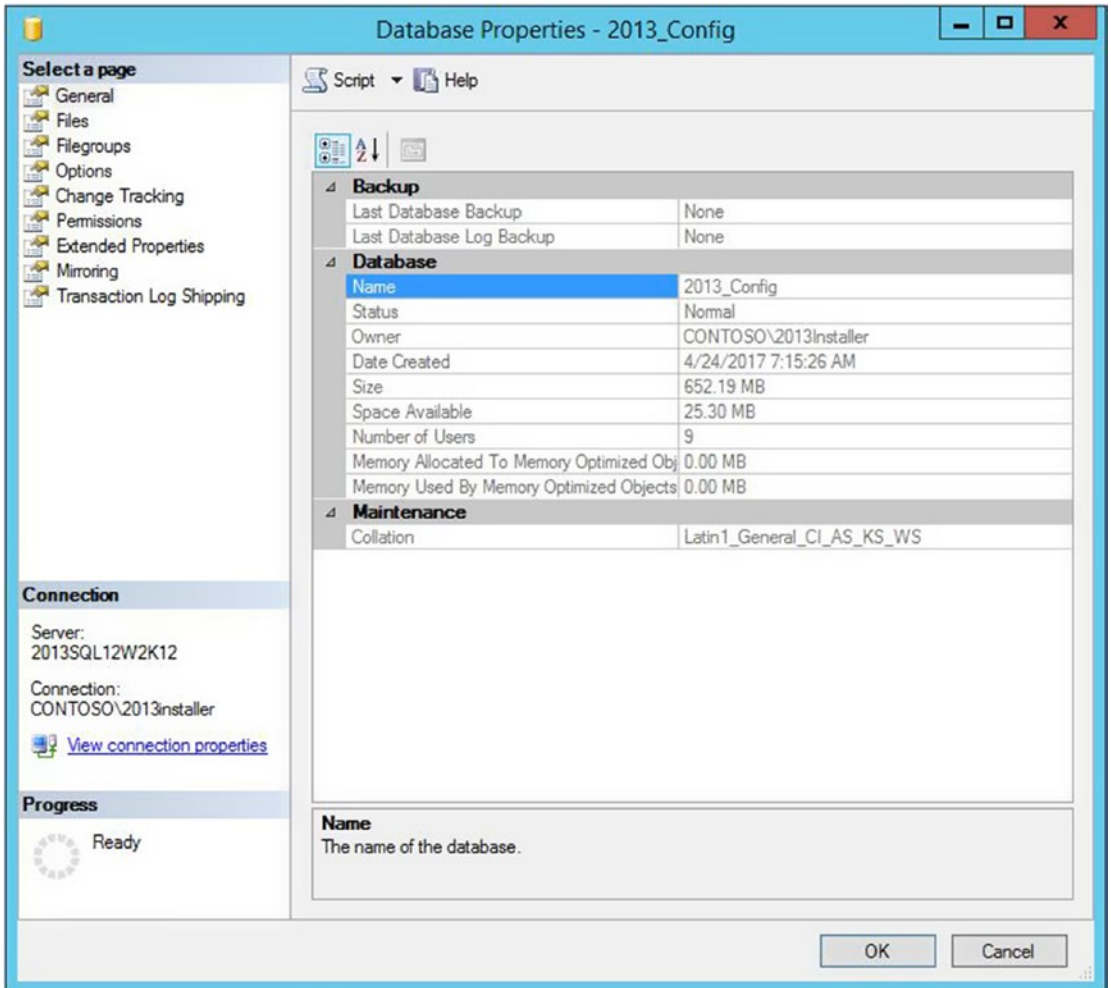 Database Properties - 2013_Config
Select a page
General
Files
Filegroups
Options
Change Tracking
Permissions
Extended Properties
Mirroring
Transaction Log Shipping
Script
Help
Backup
Last Database Backup None
Last Database Log Backup None
Database
Name 2013_Config
Status Normal
Owner CONTOSO\2013Installer
Date Created 4/24/2017 7:15:26 AM
Size 652.19 MB
Space Available 25.30 MB
Number of Users 9
Memory Allocated To Memory Optimized Obj 0.00 MB
Memory Used By Memory Optimized Objects 0.00 MB
Maintenance
Collation Latin1_General_CI_AS_KS_WS
Connection
Server:
2013SQL12W2K12
Connection:
CONTOSO\2013installer
View connection properties
Progress
Ready
Name
The name of the database.
OK Cancel